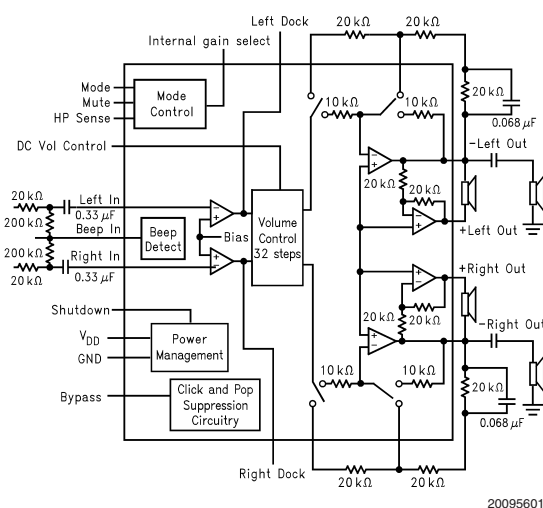 Left Dock
20 kΩ
20 kΩ
Internal gain select
Mode
Mute
HP Sense
Mode
Control
10 kΩ
10 kΩ
20 kΩ
0.068 μF
DC Vol Control
-Left Out
20 kΩ
20 kΩ
20 kΩ
Left In
0.33 μF
200 kΩ
Beep In
Beep
Detect
Bias
Volume
Control
32 steps
+Left Out
200 kΩ
Right In
0.33 μF
20 kΩ
+Right Out
Shutdown
20 kΩ
20 kΩ
-Right Out
VDD
GND
Power
Management
10 kΩ
10 kΩ
20 kΩ
Bypass
Click and Pop
Suppression
Circuitry
0.068 μF
Right Dock
20 kΩ
20 kΩ
20095601